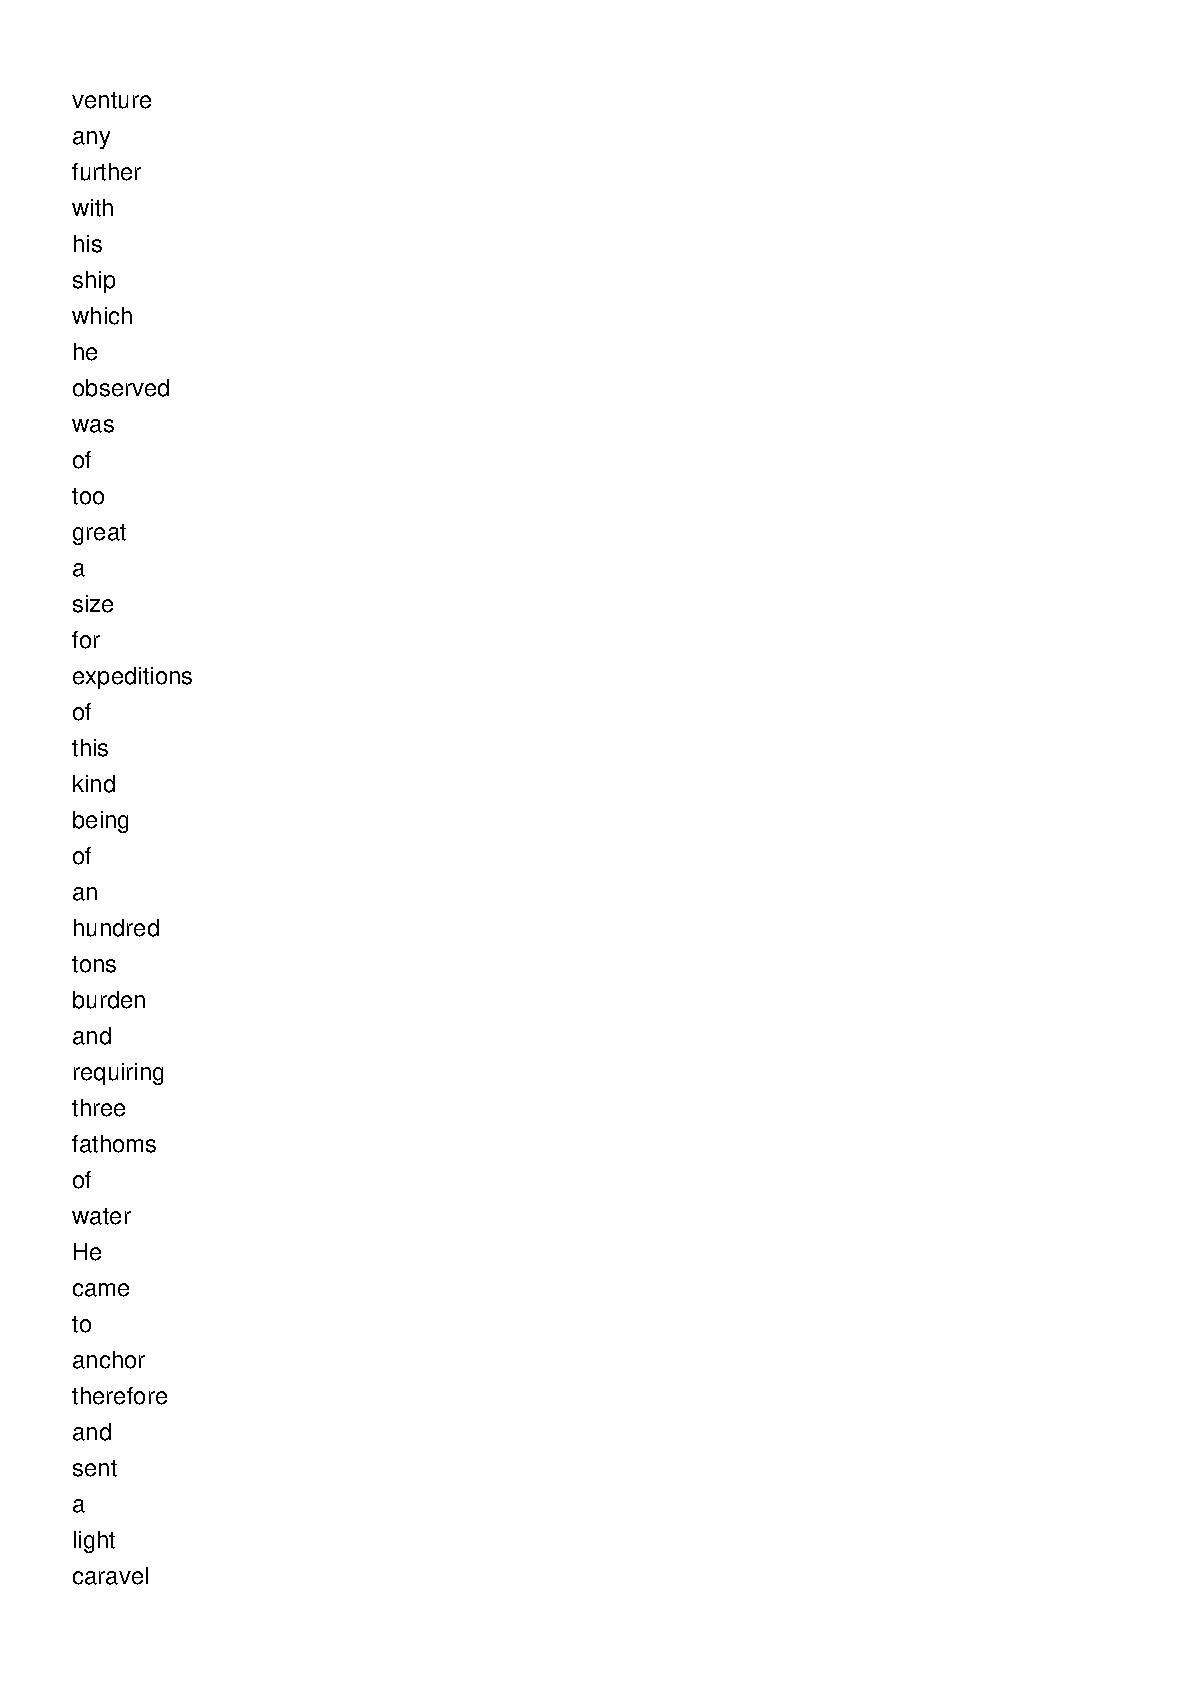 venture
any
further
with
his
ship
which
he
observed
was
of
too
great
a
size
for
expeditions
of
this
kind
being
of
an
hundred
tons
burden
and
requiring
three
fathoms
of
water
He
came
to
anchor
therefore
and
sent
a
light
caravel